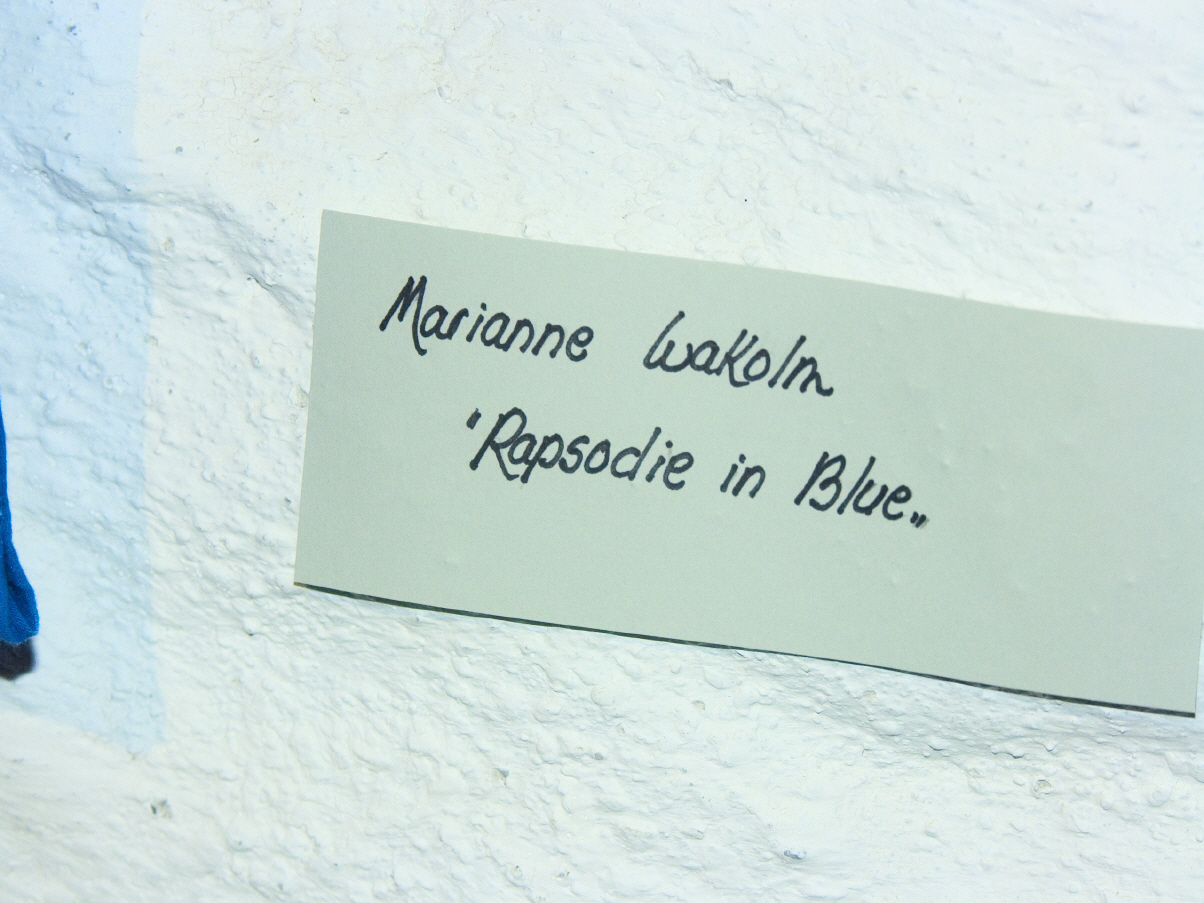 Marianne Wakolm
"Rapsodie in Blue„